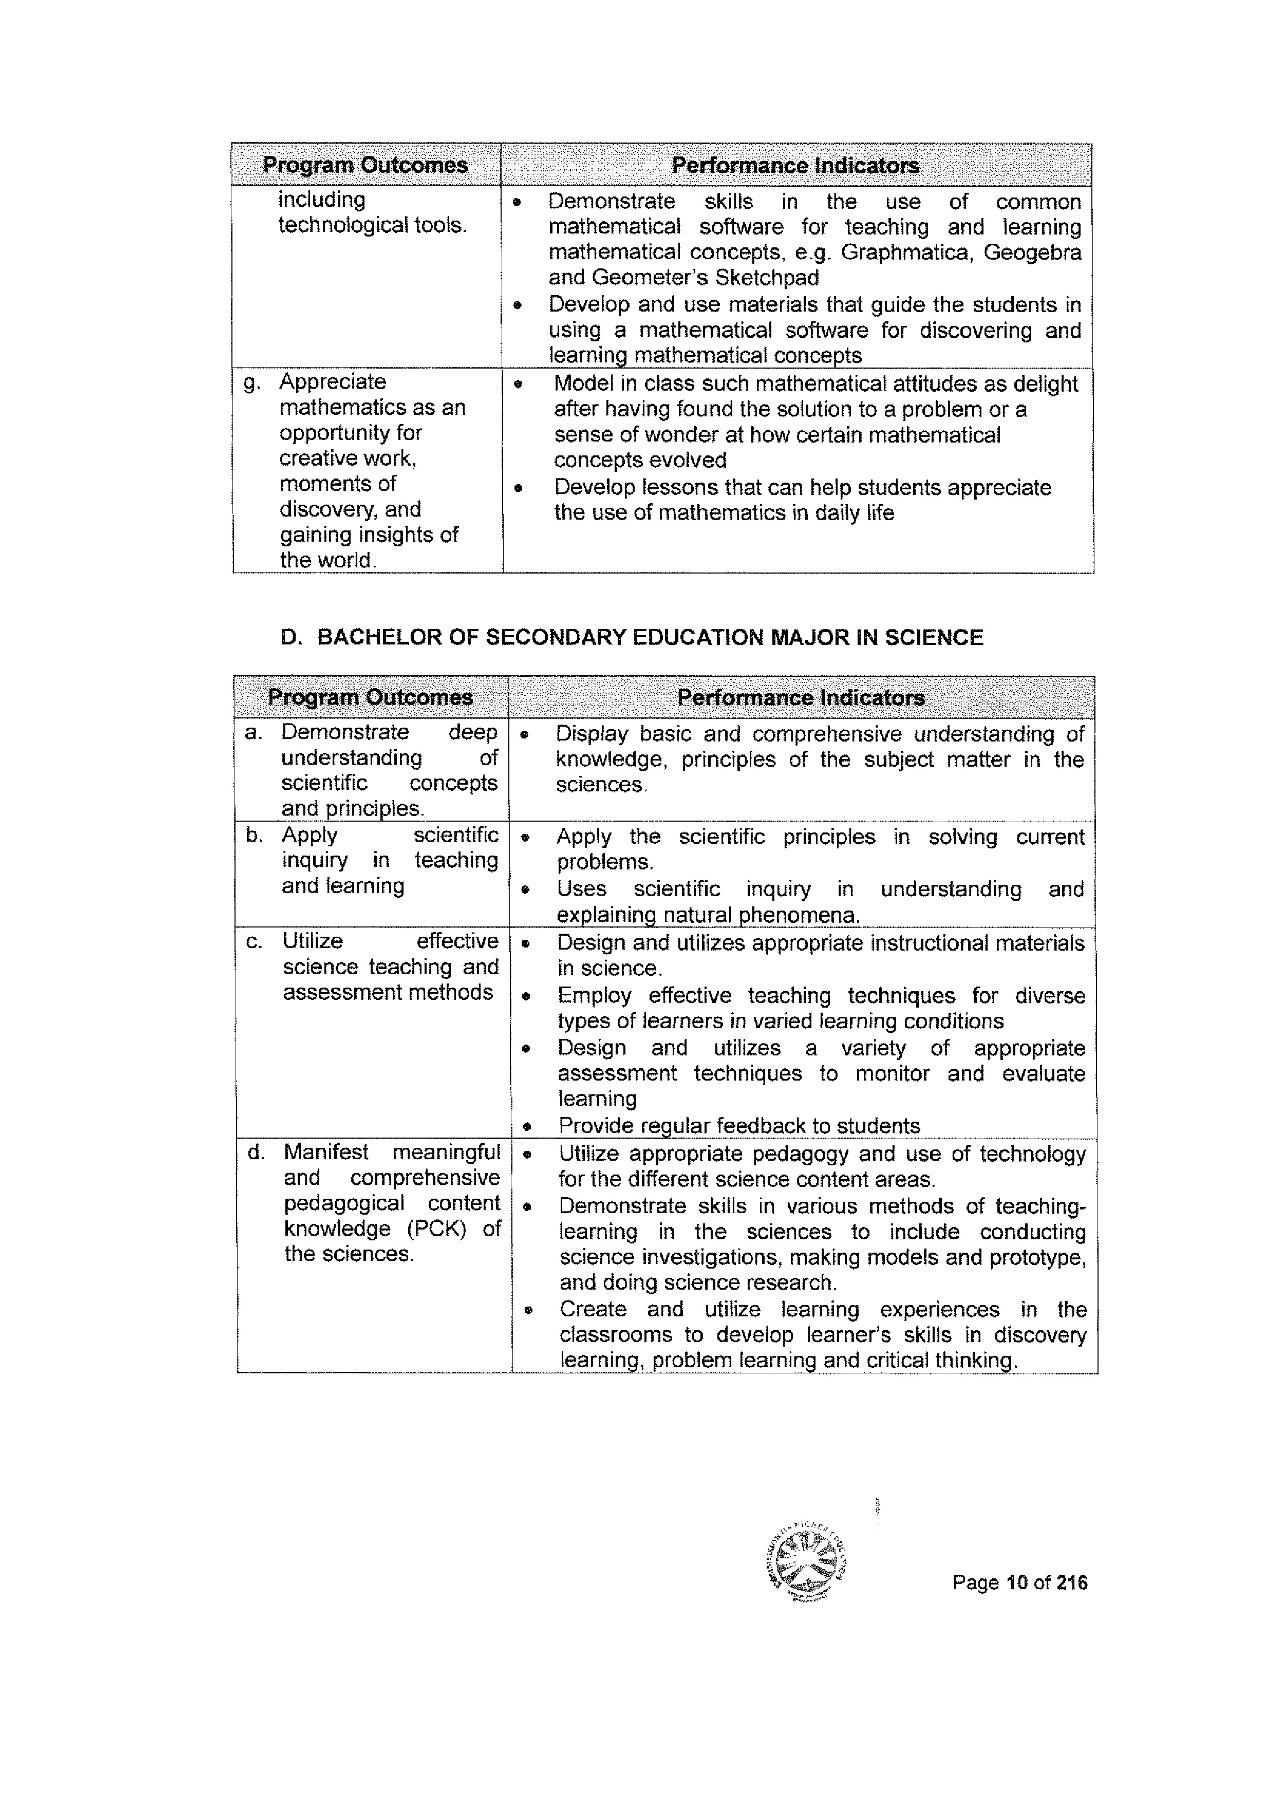 Program Outcomes
Performance Indicators
including
technological tools.
• Demonstrate skills in the use of common
mathematical software for teaching and learning
mathematical concepts, e.g. Graphmatica, Geogebra
and Geometer's Sketchpad
• Develop and use materials that guide the students in
using a mathematical software for discovering and
learning mathematical concepts
g. Appreciate
mathematics as an
opportunity for
creative work,
moments of
discovery, and
gaining insights of
the world.
• Model in class such mathematical attitudes as delight
after having found the solution to a problem or a
sense of wonder at how certain mathematical
concepts evolved
• Develop lessons that can help students appreciate
the use of mathematics in daily life
D. BACHELOR OF SECONDARY EDUCATION MAJOR IN SCIENCE
Program Outcomes
Performance Indicators
a. Demonstrate deep
understanding of
scientific concepts
and principles.
• Display basic and comprehensive understanding of
knowledge, principles of the subject matter in the
sciences.
b. Apply scientific
inquiry in teaching
and learning
• Apply the scientific principles in solving current
problems.
• Uses scientific inquiry in understanding and
explaining natural phenomena.
c. Utilize effective
science teaching and
assessment methods
• Design and utilizes appropriate instructional materials
in science.
• Employ effective teaching techniques for diverse
types of learners in varied learning conditions
• Design and utilizes a variety of appropriate
assessment techniques to monitor and evaluate
learning
• Provide regular feedback to students
d. Manifest meaningful
and comprehensive
pedagogical content
knowledge (PCK) of
the sciences.
• Utilize appropriate pedagogy and use of technology
for the different science content areas.
• Demonstrate skills in various methods of teaching-
learning in the sciences to include conducting
science investigations, making models and prototype,
and doing science research.
• Create and utilize learning experiences in the
classrooms to develop learner's skills in discovery
learning, problem learning and critical thinking.
Page 10 of 216